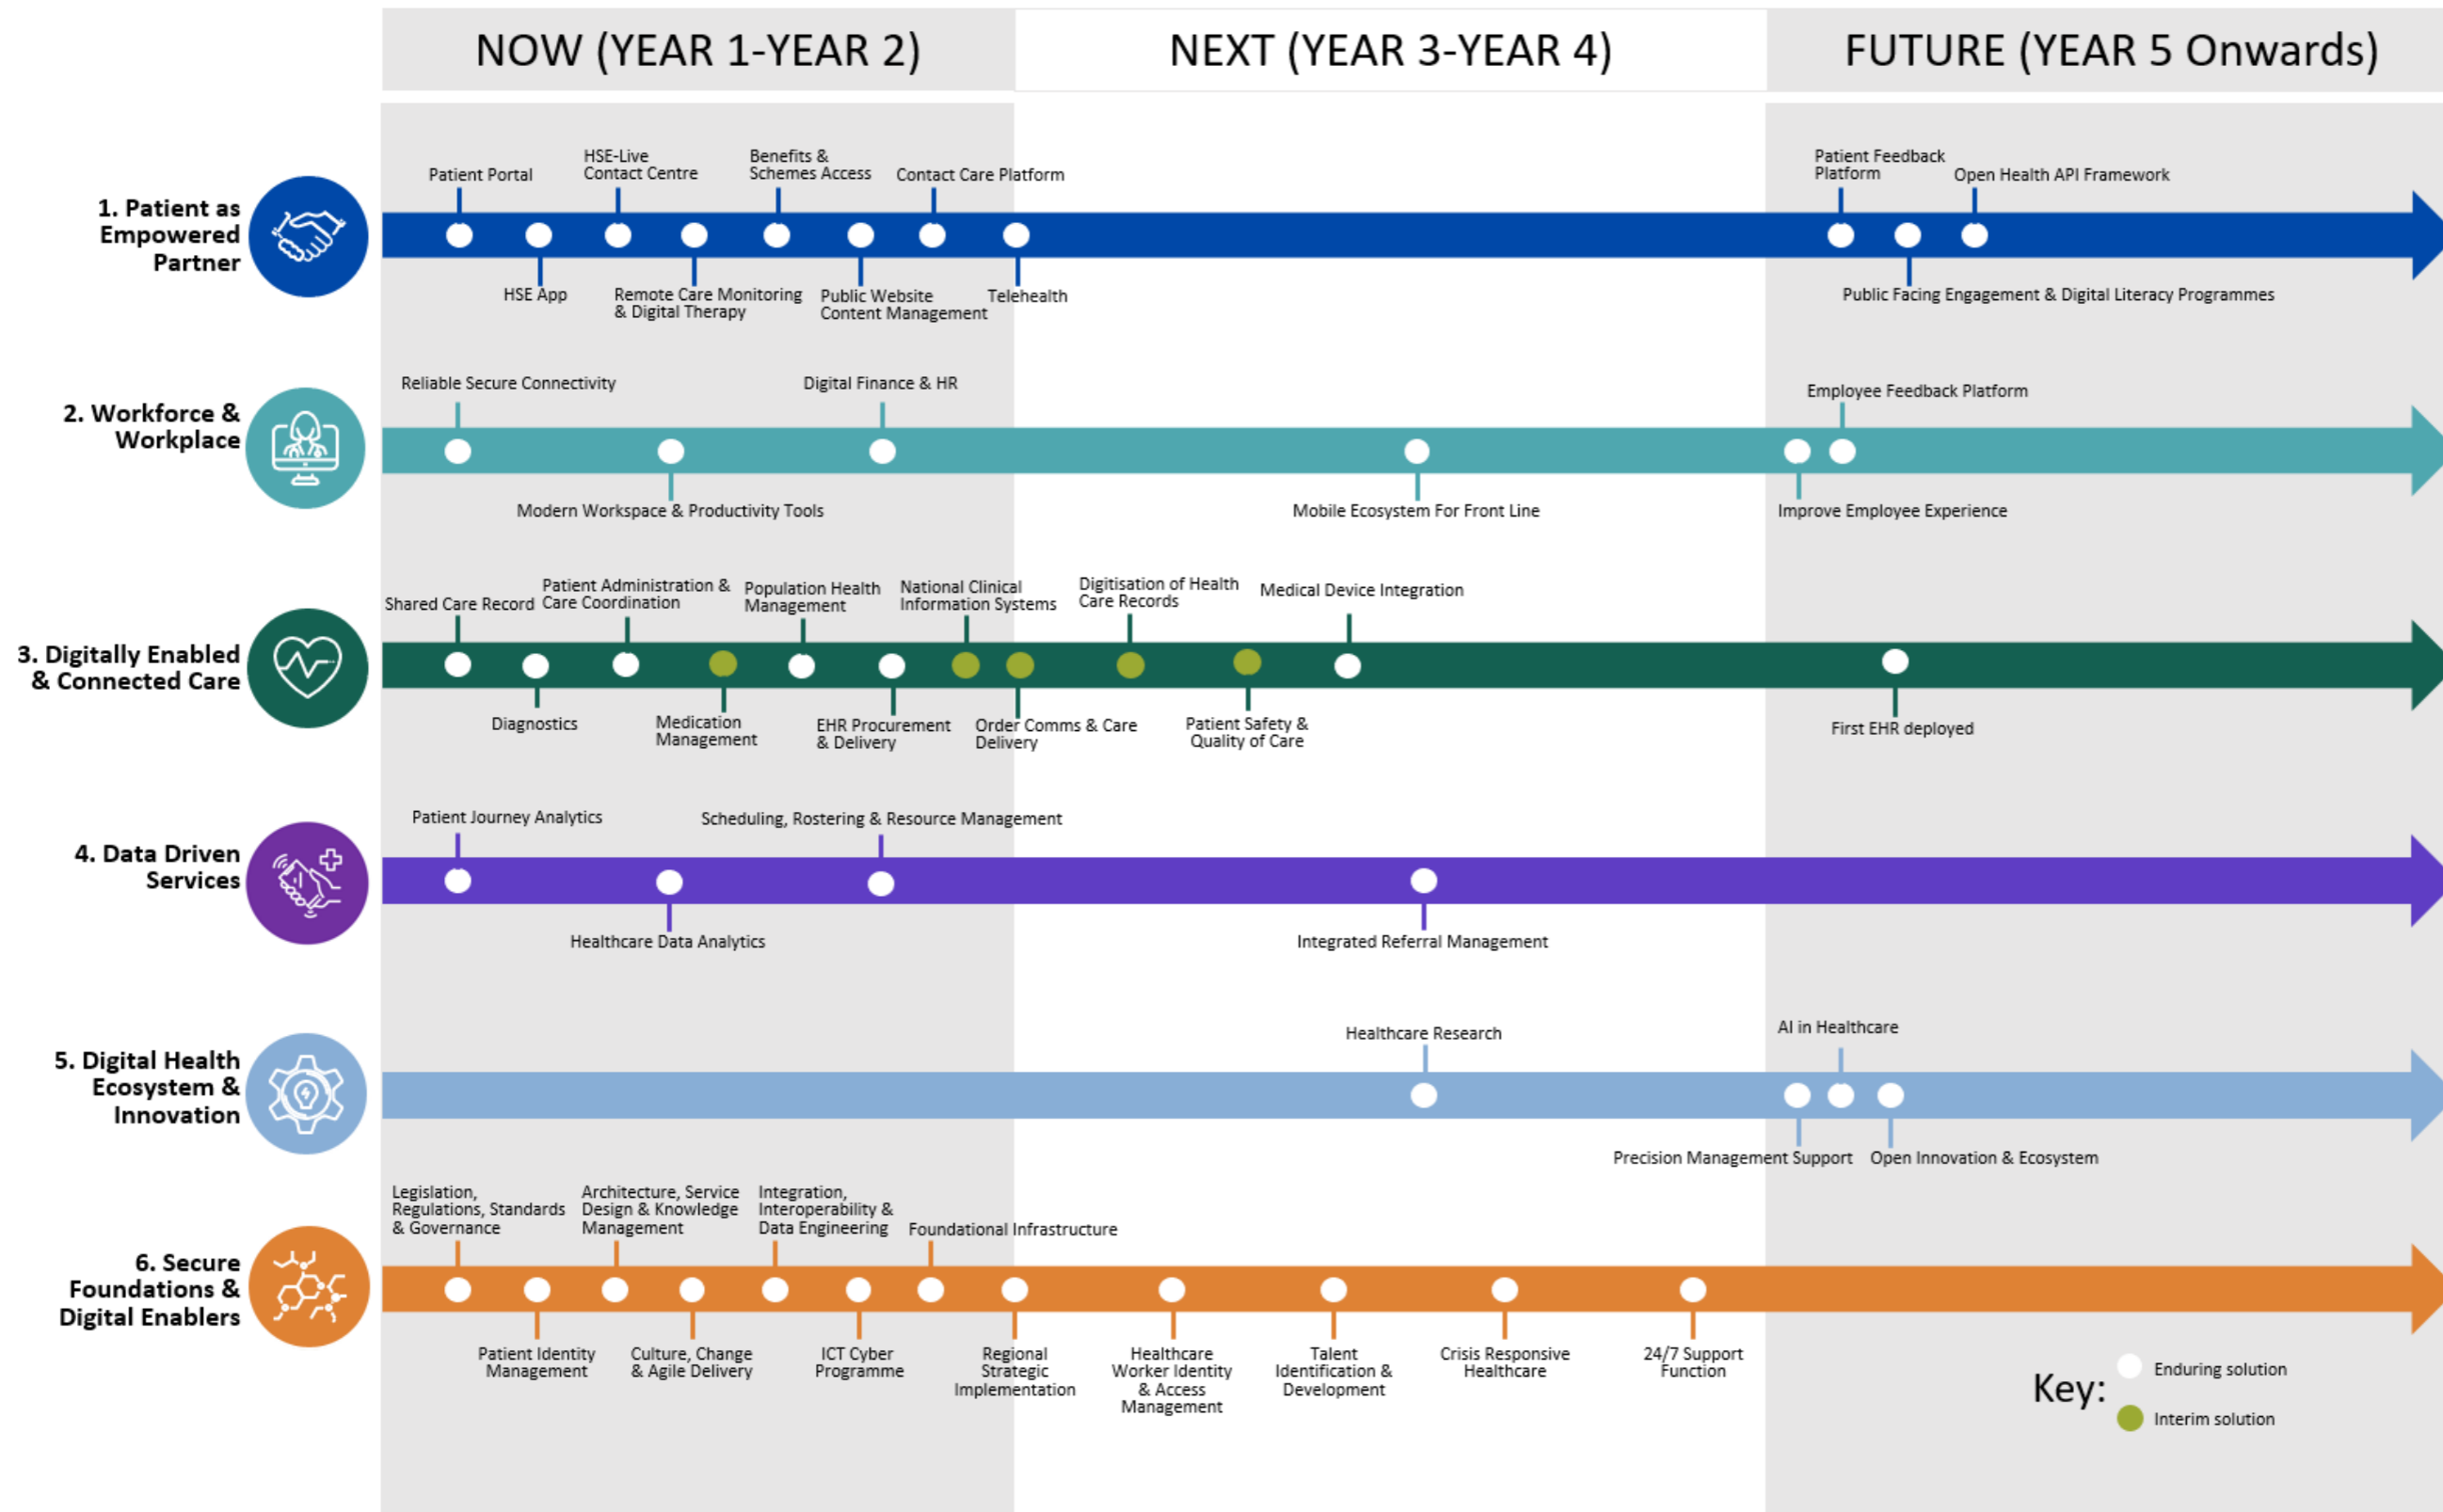 NOW (YEAR 1-YEAR 2)
NEXT (YEAR 3-YEAR 4)
FUTURE (YEAR 5 Onwards)
1. Patient as
Empowered
Partner
Patient Portal
HSE-Live
Contact Centre
Benefits &
Schemes Access
Contact Care Platform
Patient Feedback
Platform
Open Health API Framework
HSE App
Remote Care Monitoring
& Digital Therapy
Public Website
Content Management
Telehealth
Public Facing Engagement & Digital Literacy Programmes
2. Workforce &
Workplace
Reliable Secure Connectivity
Digital Finance & HR
Employee Feedback Platform
Modern Workspace & Productivity Tools
Mobile Ecosystem For Front Line
Improve Employee Experience
3. Digitally Enabled
& Connected Care
Shared Care Record
Patient Administration &
Care Coordination
Population Health
Management
National Clinical
Information Systems
Digitisation of Health
Care Records
Medical Device Integration
Diagnostics
Medication
Management
EHR Procurement
& Delivery
Order Comms & Care
Delivery
Patient Safety &
Quality of Care
First EHR deployed
4. Data Driven
Services
Patient Journey Analytics
Scheduling, Rostering & Resource Management
Healthcare Data Analytics
Integrated Referral Management
5. Digital Health
Ecosystem &
Innovation
Healthcare Research
AI in Healthcare
Precision Management Support
Open Innovation & Ecosystem
6. Secure
Foundations &
Digital Enablers
Legislation,
Regulations, Standards
& Governance
Architecture, Service
Design & Knowledge
Management
Integration,
Interoperability &
Data Engineering
Foundational Infrastructure
Patient Identity
Management
Culture, Change
& Agile Delivery
ICT Cyber
Programme
Regional
Strategic
Implementation
Healthcare
Worker Identity
& Access
Management
Talent
Identification &
Development
Crisis Responsive
Healthcare
24/7 Support
Function
Key:
Enduring solution
Interim solution